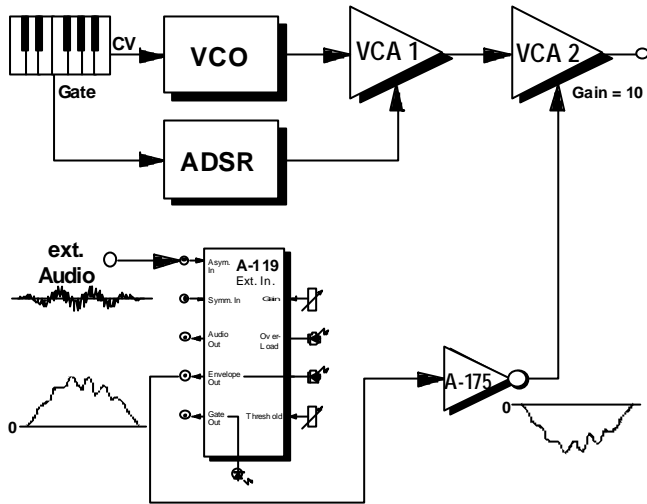 CV
VCO
VCA 1
VCA 2
Gate
Gain = 10
ADSR
ext.
Audio
Asym.
In
A-119
Ext. In.
Symm. In
Gain
Audio
Out
Over-
Load
Envelope
Out
A-175
0
0
Gate
Out
Threshold